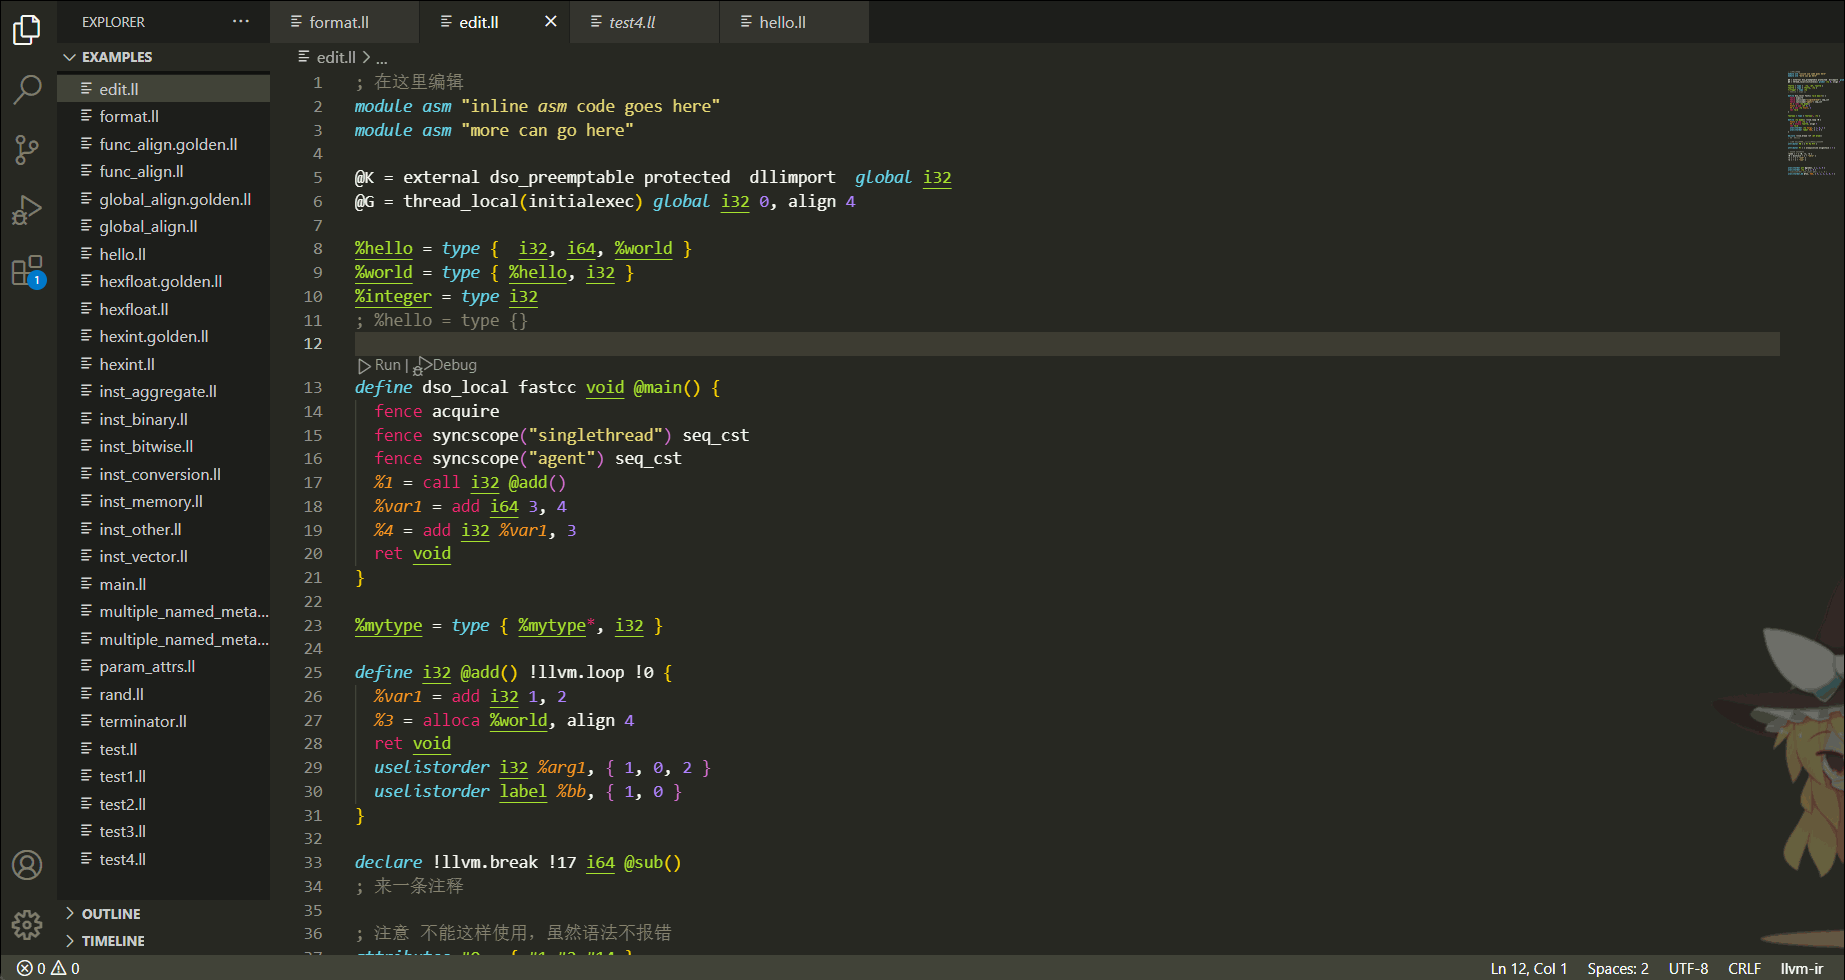 EXPLORER ...
format.ll
edit.ll
test4.ll
hello.ll
EXAMPLES
edit.ll
format.ll
func_align.golden.ll
func_align.ll
global_align.golden.ll
global_align.ll
hello.ll
hexfloat.golden.ll
hexfloat.ll
hexint.golden.ll
hexint.ll
inst_aggregate.ll
inst_binary.ll
inst_bitwise.ll
inst_conversion.ll
inst_memory.ll
inst_other.ll
inst_vector.ll
main.ll
multiple_named_meta...
multiple_named_meta...
param_attrs.ll
rand.ll
terminator.ll
test.ll
test1.ll
test2.ll
test3.ll
test4.ll
OUTLINE
TIMELINE
1
edit.ll > ...
1 ; 在这里编辑
2 module asm "inline asm code goes here"
3 module asm "more can go here"
4
5 @K = external dso_preemptable protected  dllimport  global i32
6 @G = thread_local(initialexec) global i32 0, align 4
7
8 %hello = type {  i32, i64, %world }
9 %world = type { %hello, i32 }
10 %integer = type i32
11 ; %hello = type {}
12
Run | Debug
13 define dso_local fastcc void @main() {
14   fence acquire
15   fence syncscope("singlethread") seq_cst
16   fence syncscope("agent") seq_cst
17   %1 = call i32 @add()
18   %var1 = add i64 3, 4
19   %4 = add i32 %var1, 3
20   ret void
21 }
22
23 %mytype = type { %mytype*, i32 }
24
25 define i32 @add() !llvm.loop !0 {
26   %var1 = add i32 1, 2
27   %3 = alloca %world, align 4
28   ret void
29   uselistorder i32 %arg1, { 1, 0, 2 }
30   uselistorder label %bb, { 1, 0 }
31 }
32
33 declare !llvm.break !17 i64 @sub()
34 ; 来一条注释
35
36 ; 注意 不能这样使用，虽然语法不报错
37 attributes #0 = { #1 #2 #14 }
0 0
Ln 12, Col 1
Spaces: 2
UTF-8
CRLF
llvm-ir